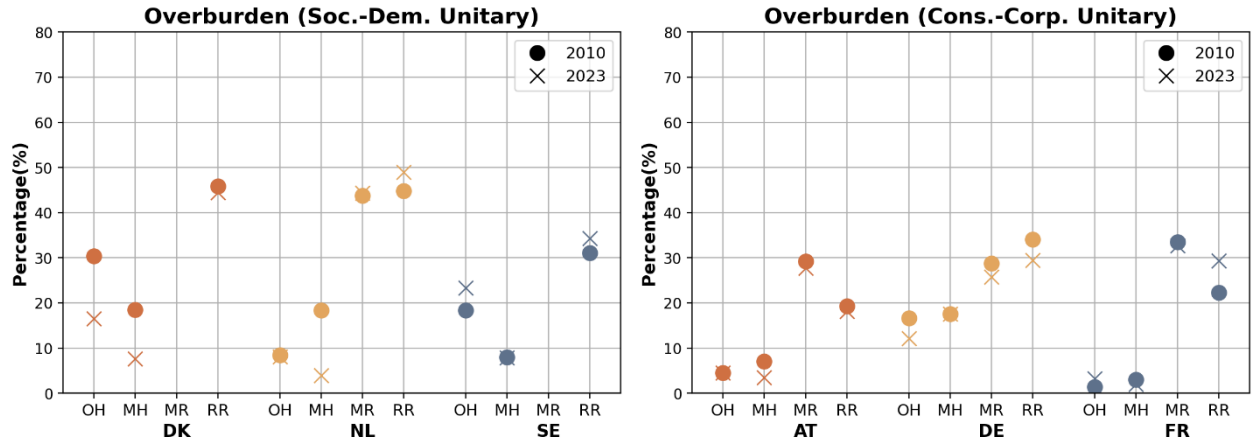 Overburden (Soc.-Dem. Unitary)
80
70
60
50
40
30
20
10
0
Percentage(%)
2010
2023
OH MH MR RR OH MH MR RR OH MH MR RR
DK NL SE
Overburden (Cons.-Corp. Unitary)
80
70
60
50
40
30
20
10
0
Percentage(%)
2010
2023
OH MH MR RR OH MH MR RR OH MH MR RR
AT DE FR